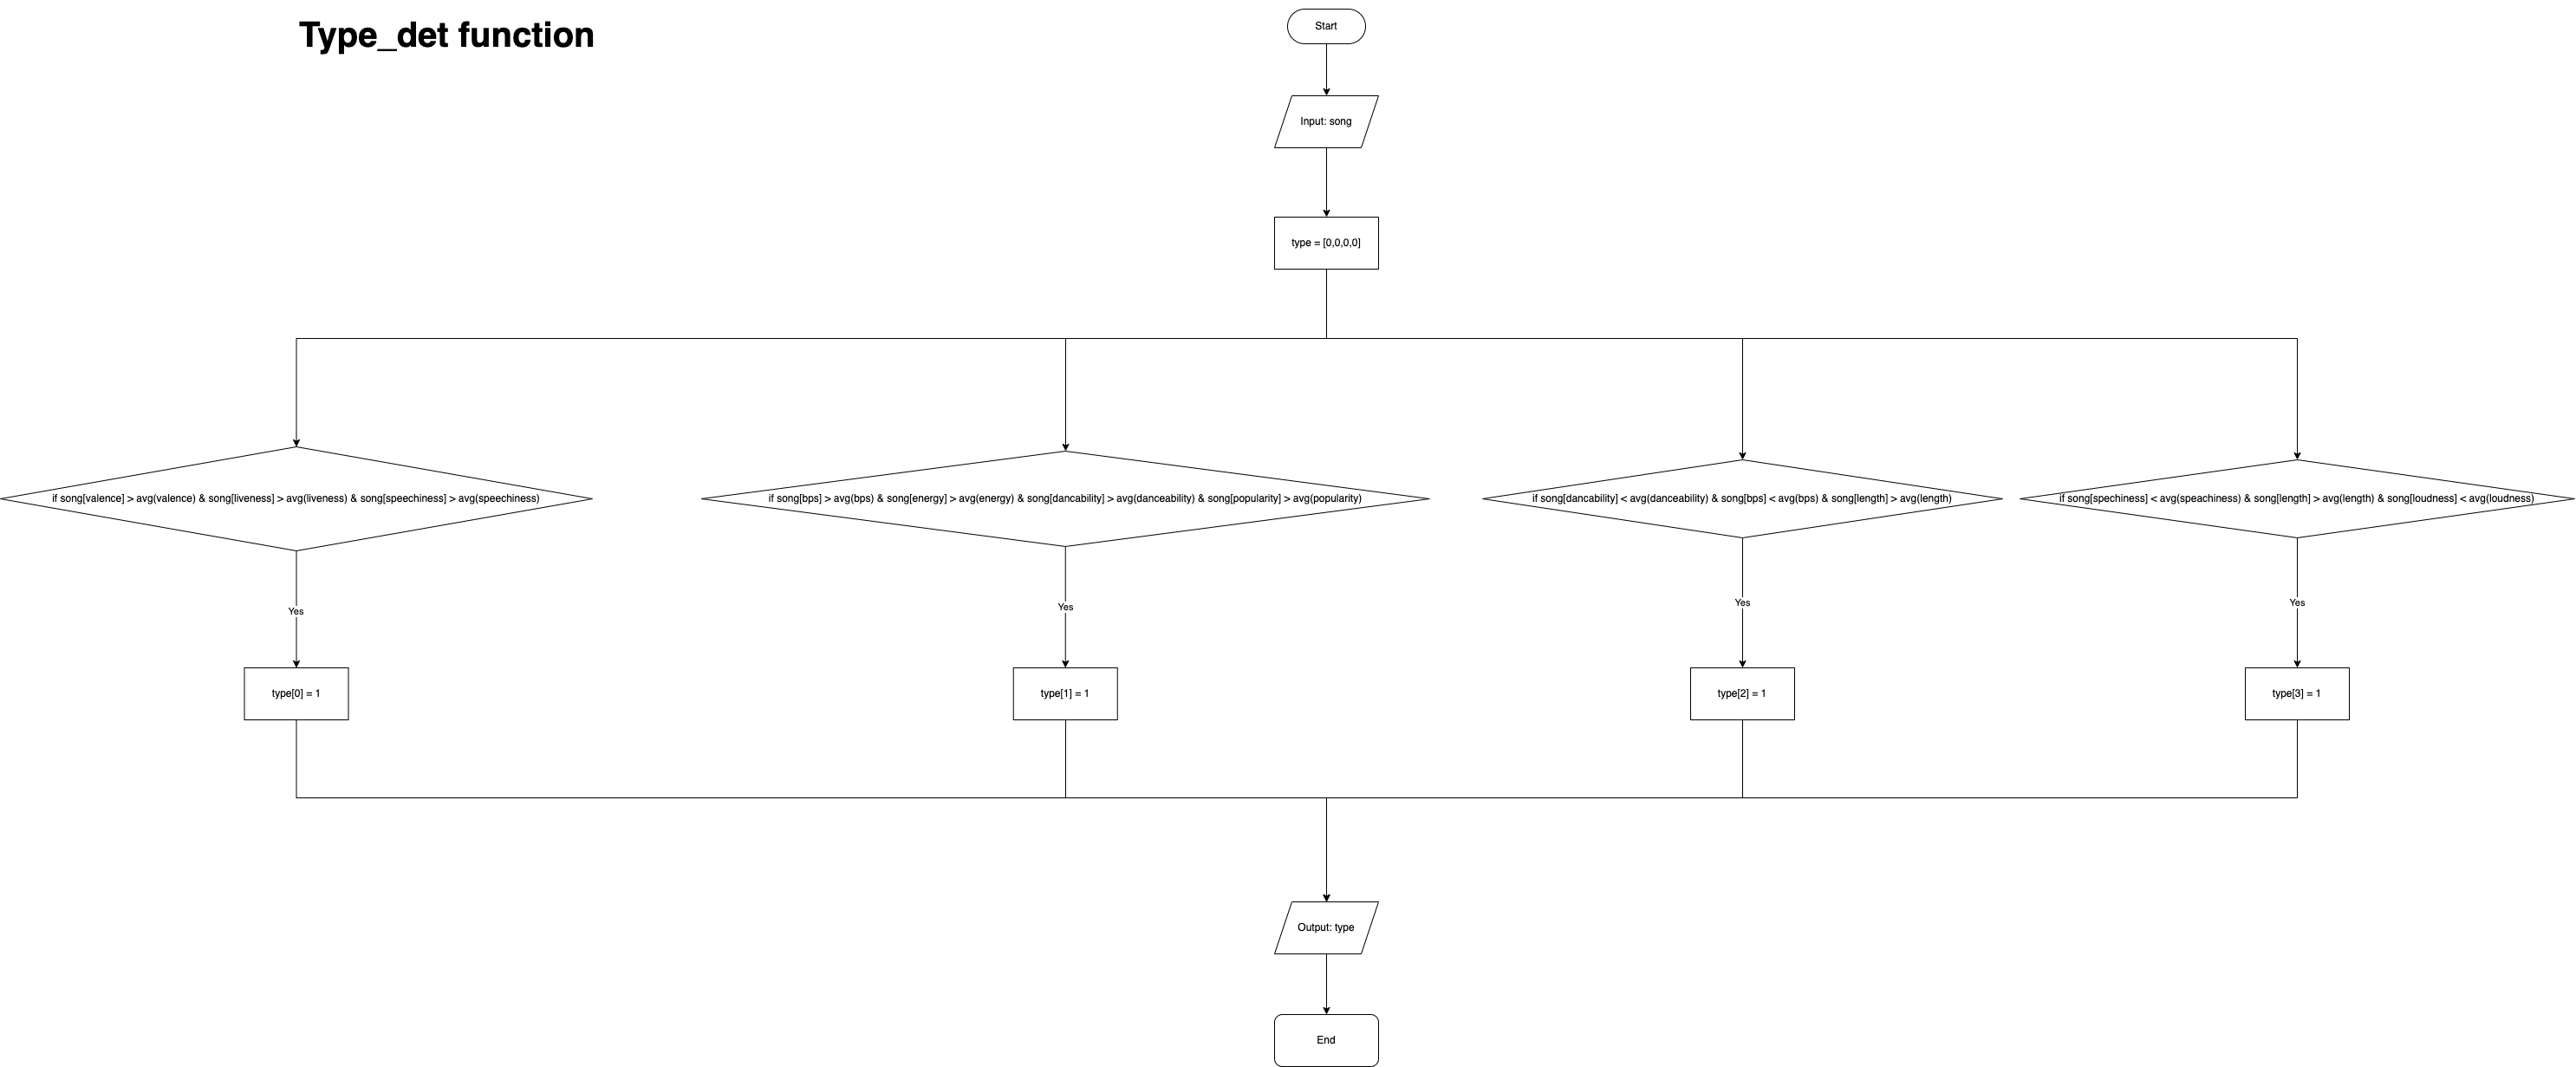 Type_det function
Start
Input: song
type = [0,0,0,0]
if song[valence] > avg(valence) & song[liveness] > avg(liveness) & song[speechiness] > avg(speechiness)
if song[bps] > avg(bps) & song[energy] > avg(energy) & song[dancability] > avg(danceability) & song[popularity] > avg(popularity)
if song[dancability] < avg(danceability) & song[bps] < avg(bps) & song[length] > avg(length)
if song[spechiness] < avg(speachiness) & song[length] > avg(length) & song[loudness] < avg(loudness)
Yes
Yes
Yes
Yes
type[0] = 1
type[1] = 1
type[2] = 1
type[3] = 1
Output: type
End